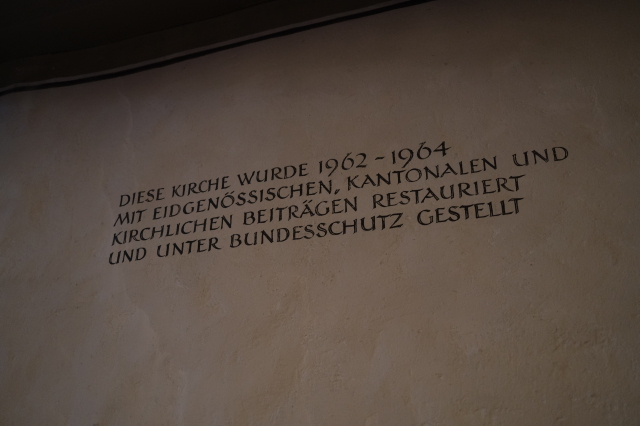 DIESE KIRCHE WURDE 1962-1964
MIT EIDGENÖSSISCHEN, KANTONALEN UND
KIRCHLICHEN BEITRÄGEN RESTAURIERT
UND UNTER BUNDESSCHUTZ GESTELLT